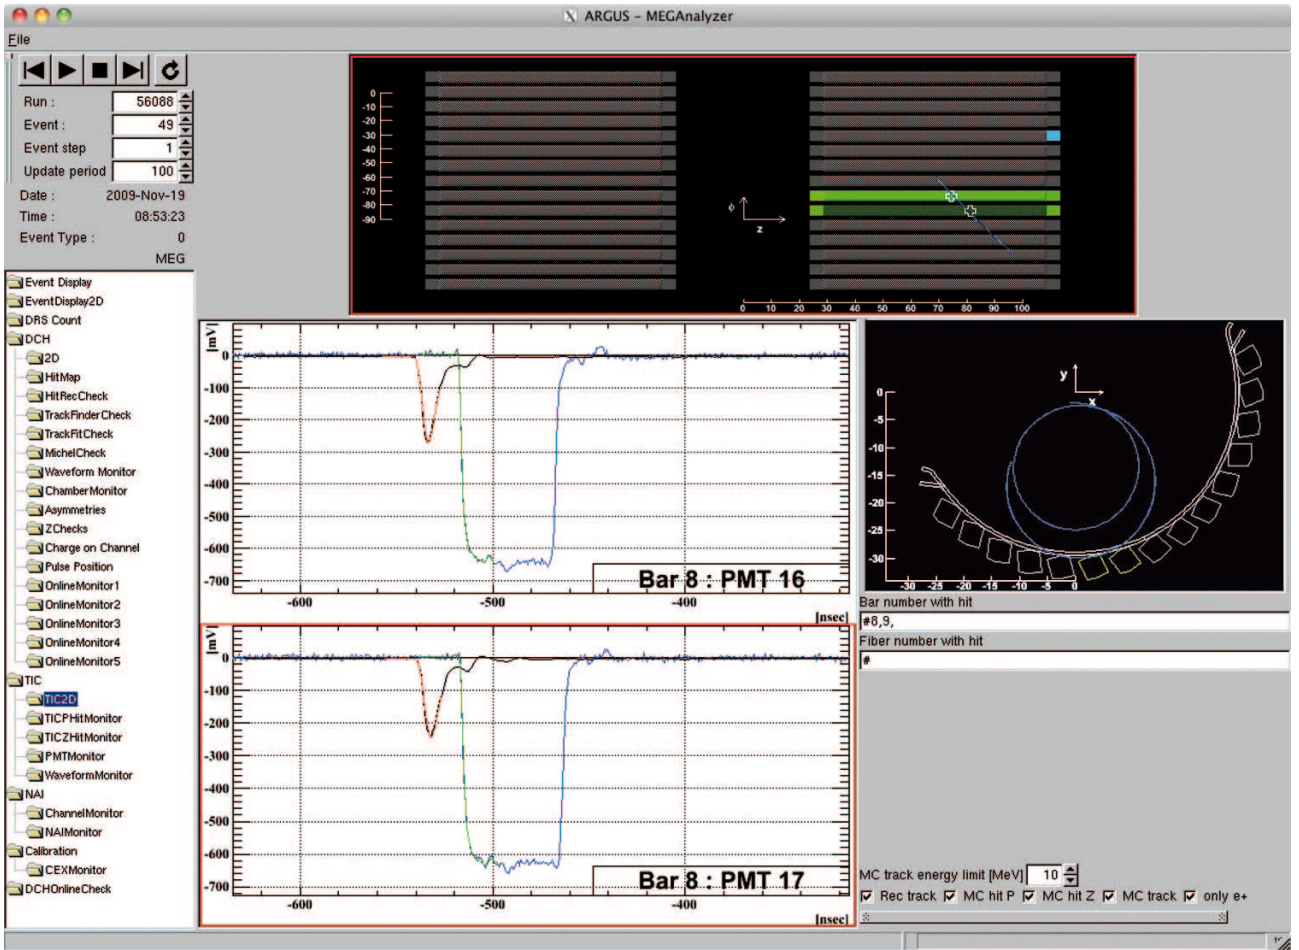 ARGUS - MEGAnalyzer
File
Run : 56088
Event : 49
Event step 1
Update period 100
Date : 2009-Nov-19
Time : 08:53:23
Event Type : 0
MEG
Event Display
EventDisplay2D
DRS Count
DCH
2D
HitMap
HitRecCheck
TrackFinderCheck
TrackFitCheck
MichelCheck
Waveform Monitor
ChamberMonitor
Asymmetries
ZChecks
Charge on Channel
Pulse Position
OnlineMonitor1
OnlineMonitor2
OnlineMonitor3
OnlineMonitor4
OnlineMonitor5
TIC
TIC2D
TICPHitMonitor
TICZHitMonitor
PMTMonitor
WaveformMonitor
NAI
ChannelMonitor
NAIMonitor
Calibration
CEXMonitor
DCHOnlineCheck
0
-10
-20
-30
-40
-50
-60
-70
-80
-90
ϕ
z
0 10 20 30 40 50 60 70 80 90 100
[mV]
0
-100
-200
-300
-400
-500
-600
-700
Bar 8 : PMT 16
-600 -500 -400
[nsec]
[mV]
0
-100
-200
-300
-400
-500
-600
-700
Bar 8 : PMT 17
-600 -500 -400
[nsec]
y
x
0
-5
-10
-15
-20
-25
-30
-30 -25 -20 -15 -10 -5 0
Bar number with hit
#8,9,
Fiber number with hit
#
MC track energy limit [MeV] 10
Rec track MC hit P MC hit Z MC track only e+